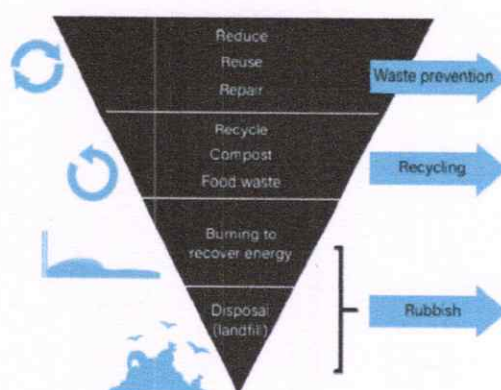 Reduce
Reuse
Repair
Waste prevention
Recycle
Compost
Food waste
Recycling
Burning to
recover energy
Disposal
(landfill)
Rubbish